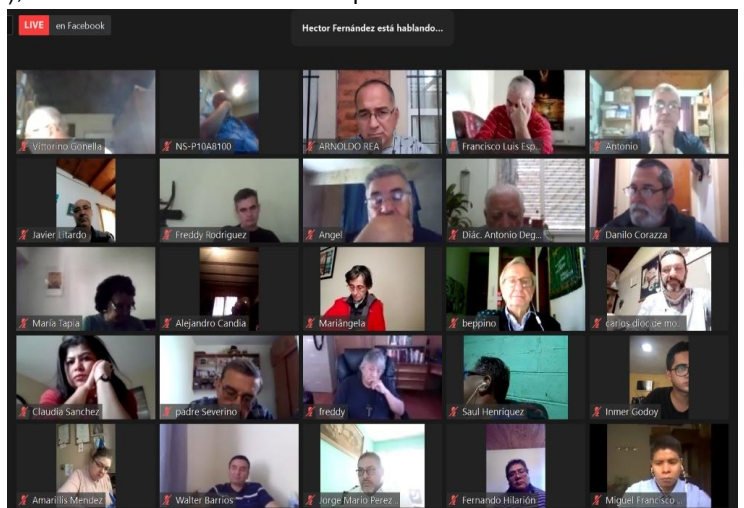 LIVE en Facebook
Hector Fernández está hablando...
Vittorino Gonella
NS-P10A8100
ARNOLDO REA
Francisco Luis Esp...
Antonio
Javier Litardo
Freddy Rodriguez
Angel
Diác. Antonio Deg...
Danilo Corazza
María Tapia
Alejandro Candia
Mariángela
beppino
carlos dioc de mo...
Claudia Sanchez
padre Severino
freddy
Saul Henriquez
Inmer Godoy
Amarillis Mendez
Walter Barrios
Jorge Mario Perez...
Fernando Hilarión
Miguel Francisco ...